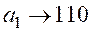 a₁ → 110